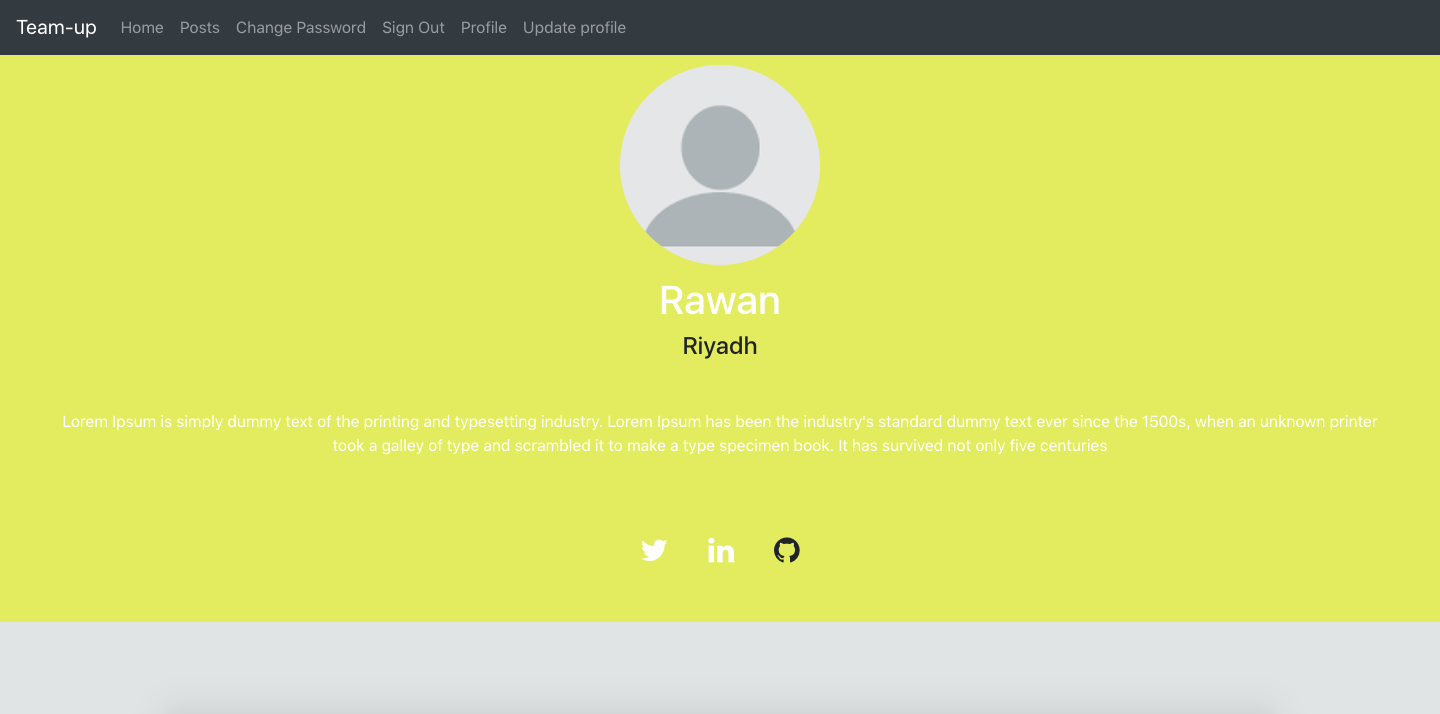 Team-up Home Posts Change Password Sign Out Profile Update profile
Rawan
Riyadh
Lorem Ipsum is simply dummy text of the printing and typesetting industry. Lorem Ipsum has been the industry's standard dummy text ever since the 1500s, when an unknown printer
took a galley of type and scrambled it to make a type specimen book. It has survived not only five centuries